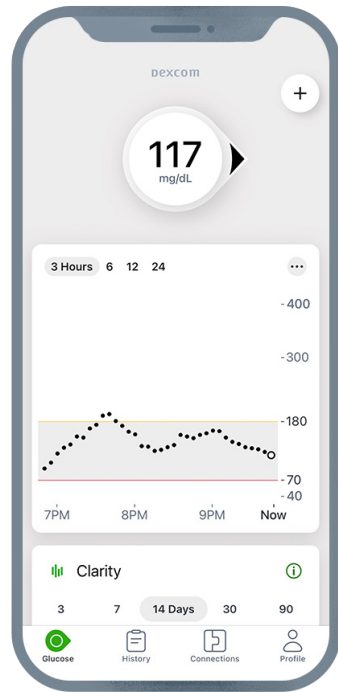 Dexcom
+
117
mg/dL
3 Hours 6 12 24
...
-400
-300
-180
-70
-40
7PM 8PM 9PM Now
Clarity
3 7 14 Days 30 90
Glucose History Connections Profile